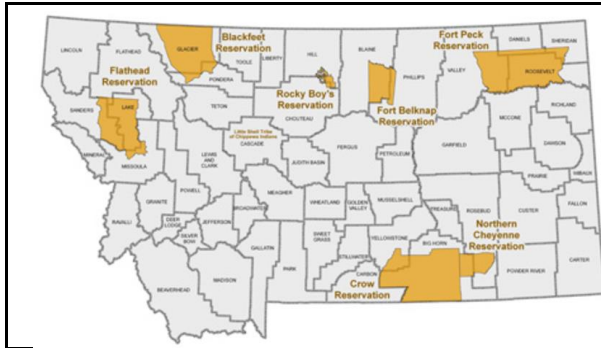 Blackfeet
Reservation
Fort Peck
Reservation
Flathead
Reservation
Rocky Boy's
Reservation
Fort Belknap
Reservation
Little Shell Tribe
of Chippewa Indians
Northern
Cheyenne
Reservation
Crow
Reservation
LINCOLN
FLATHEAD
GLACIER
TOOLE
LIBERTY
HILL
BLAINE
PHILLIPS
VALLEY
DANIELS
SHERIDAN
ROOSEVELT
PONDERA
TETON
CHOUTEAU
RICHLAND
MCCONE
SANDERS
LAKE
CASCADE
LEWIS
AND
CLARK
JUDITH BASIN
FERGUS
PETROLEUM
GARFIELD
DAWSON
PRAIRIE
WIBAUX
MINERAL
MISSOULA
POWELL
MEAGHER
WHEATLAND
GOLDEN
VALLEY
MUSSELSHELL
TREASURE
ROSEBUD
CUSTER
FALLON
RAVALLI
GRANITE
DEER
LODGE
SILVER
BOW
JEFFERSON
BROADWATER
GALLATIN
PARK
SWEET
GRASS
STILLWATER
YELLOWSTONE
CARBON
BIG HORN
POWDER RIVER
CARTER
BEAVERHEAD
MADISON